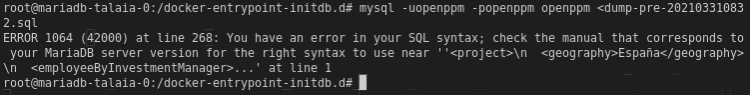 root@mariadb-talaia-0:/docker-entrypoint-initdb.d# mysql -uopenppm -popenppm openppm <dump-pre-20210331083
2.sql
ERROR 1064 (42000) at line 268: You have an error in your SQL syntax; check the manual that corresponds to
 your MariaDB server version for the right syntax to use near ''<project>\n  <geography>España</geography>
\n  <employeeByInvestmentManager>...' at line 1
root@mariadb-talaia-0:/docker-entrypoint-initdb.d#